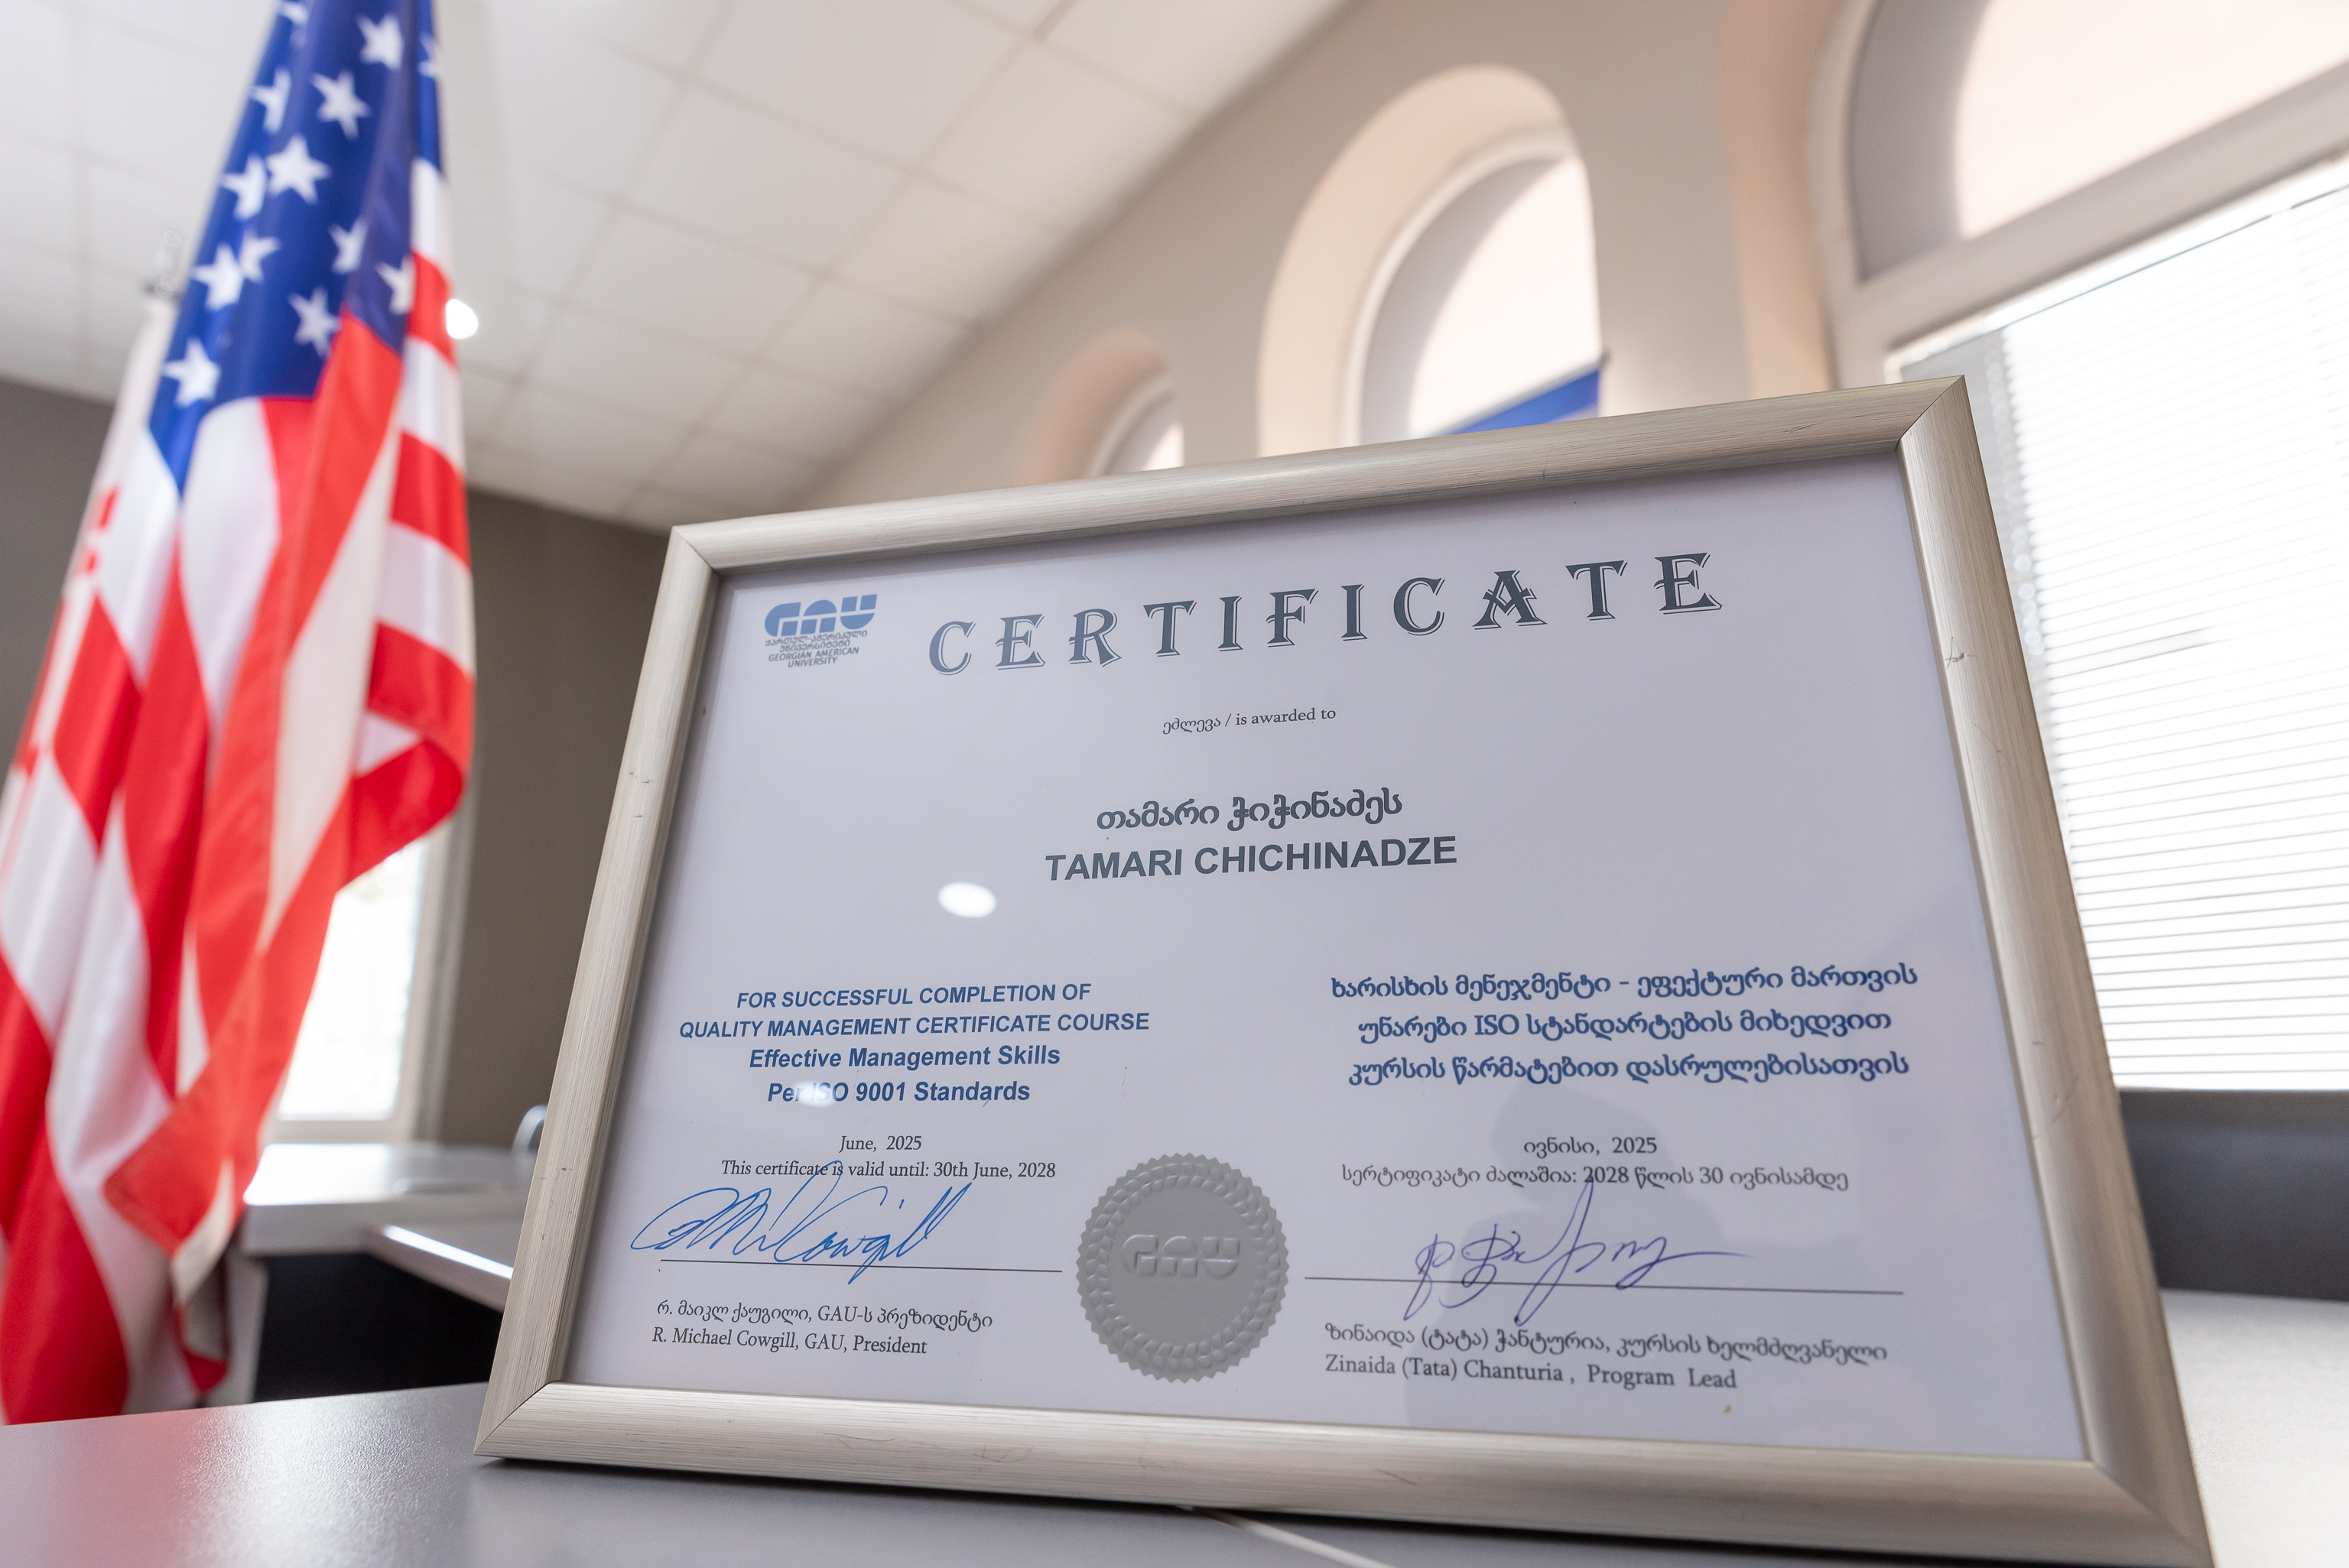 GAU
ქართულ-ამერიკული
უნივერსიტეტი
GEORGIAN AMERICAN
UNIVERSITY
CERTIFICATE
ეძლევა / is awarded to
თამარი ჭიჭინაძეს
TAMARI CHICHINADZE
FOR SUCCESSFUL COMPLETION OF
QUALITY MANAGEMENT CERTIFICATE COURSE
Effective Management Skills
Per ISO 9001 Standards
June, 2025
This certificate is valid until: 30th June, 2028
რ. მაიკლ ქაუგილი, GAU-ს პრეზიდენტი
R. Michael Cowgill, GAU, President
ხარისხის მენეჯმენტი - ეფექტური მართვის
უნარები ISO სტანდარტების მიხედვით
კურსის წარმატებით დასრულებისათვის
ივნისი, 2025
სერტიფიკატი ძალაშია: 2028 წლის 30 ივნისამდე
ზინაიდა (ტატა) ჭანტურია, კურსის ხელმძღვანელი
Zinaida (Tata) Chanturia , Program Lead
GAU